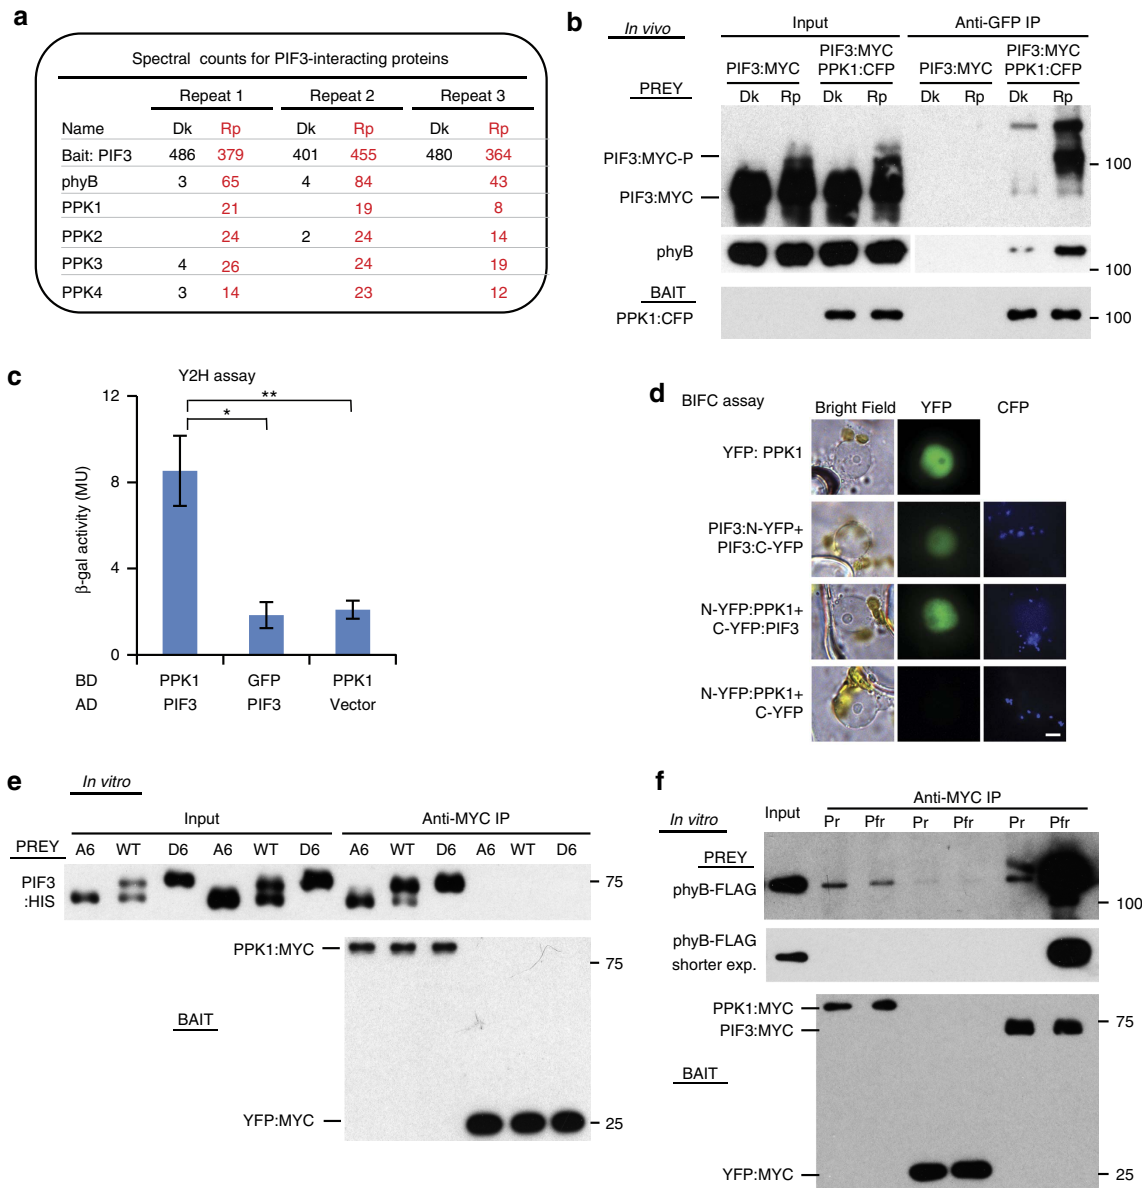 a
Spectral counts for PIF3-interacting proteins
Repeat 1 Repeat 2 Repeat 3
Name Dk Rp Dk Rp Dk Rp
Bait: PIF3 486 379 401 455 480 364
phyB 3 65 4 84 43
PPK1 21 19 8
PPK2 24 2 24 14
PPK3 4 26 24 19
PPK4 3 14 23 12
b
In vivo
Input Anti-GFP IP
PIF3:MYC PIF3:MYC
PIF3:MYC PPK1:CFP PIF3:MYC PPK1:CFP
PREY
Dk Rp Dk Rp Dk Rp Dk Rp
PIF3:MYC-P
100
PIF3:MYC
phyB
100
BAIT
PPK1:CFP
100
c
Y2H assay
12
**
*
8
β-gal activity (MU)
4
0
BD PPK1 GFP PPK1
AD PIF3 PIF3 Vector
d
BIFC assay
Bright Field YFP CFP
YFP: PPK1
PIF3:N-YFP+
PIF3:C-YFP
N-YFP:PPK1+
C-YFP:PIF3
N-YFP:PPK1+
C-YFP
e
In vitro
Input Anti-MYC IP
PREY A6 WT D6 A6 WT D6 A6 WT D6 A6 WT D6
PIF3
:HIS
75
PPK1:MYC
75
BAIT
YFP:MYC
25
f
In vitro
Input
Anti-MYC IP
Pr Pfr Pr Pfr Pr Pfr
PREY
phyB-FLAG
100
phyB-FLAG
shorter exp.
PPK1:MYC
75
PIF3:MYC
BAIT
YFP:MYC
25